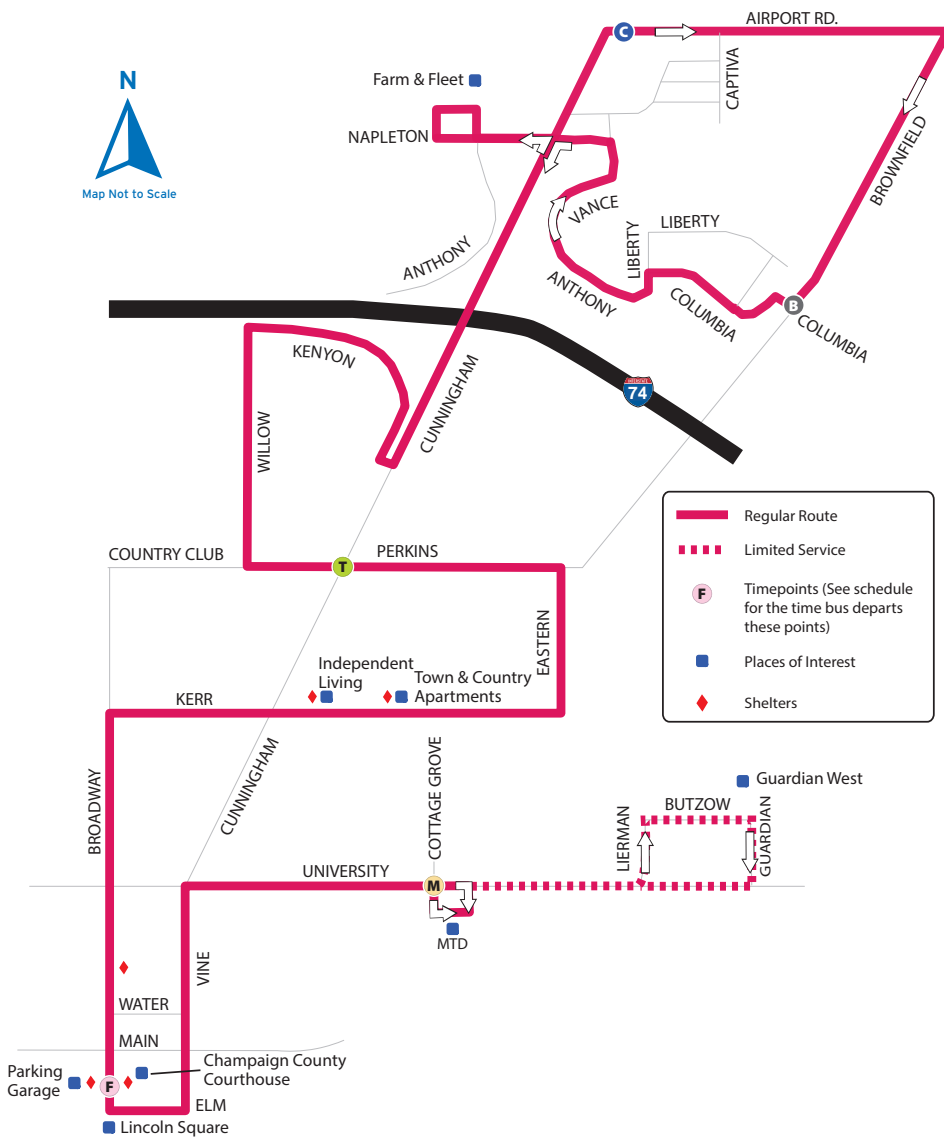 AIRPORT RD.
C
CAPTIVA
Farm & Fleet
N
Map Not to Scale
NAPLETON
BROWNFIELD
VANCE
LIBERTY
LIBERTY
ANTHONY
ANTHONY
COLUMBIA
B
COLUMBIA
KENYON
CUNNINGHAM
INTERSTATE
74
WILLOW
COUNTRY CLUB
T
PERKINS
EASTERN
Regular Route
Limited Service
F
Timepoints (See schedule
for the time bus departs
these points)
Places of Interest
Shelters
Independent
Living
Town & Country
Apartments
KERR
BROADWAY
CUNNINGHAM
COTTAGE GROVE
Guardian West
BUTZOW
LIERMAN
GUARDIAN
UNIVERSITY
M
MTD
VINE
WATER
MAIN
Parking
Garage
F
Champaign County
Courthouse
ELM
Lincoln Square